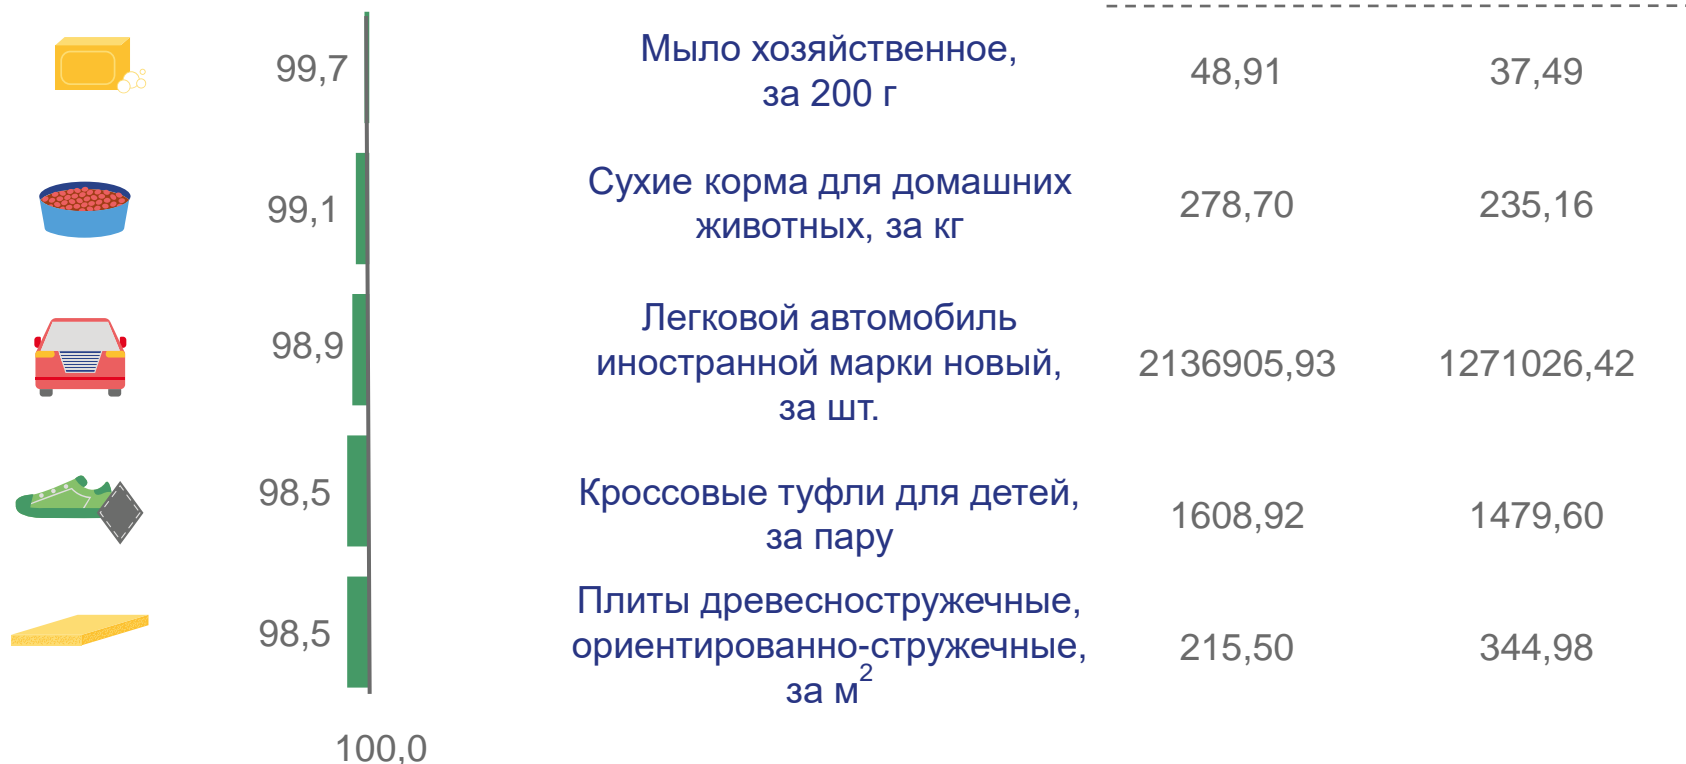 99,7
Мыло хозяйственное,
за 200 г
48,91
37,49
99,1
Сухие корма для домашних
животных, за кг
278,70
235,16
98,9
Легковой автомобиль
иностранной марки новый,
за шт.
2136905,93
1271026,42
98,5
Кроссовые туфли для детей,
за пару
1608,92
1479,60
98,5
Плиты древесностружечные,
ориентированно-стружечные,
за м²
215,50
344,98
100,0